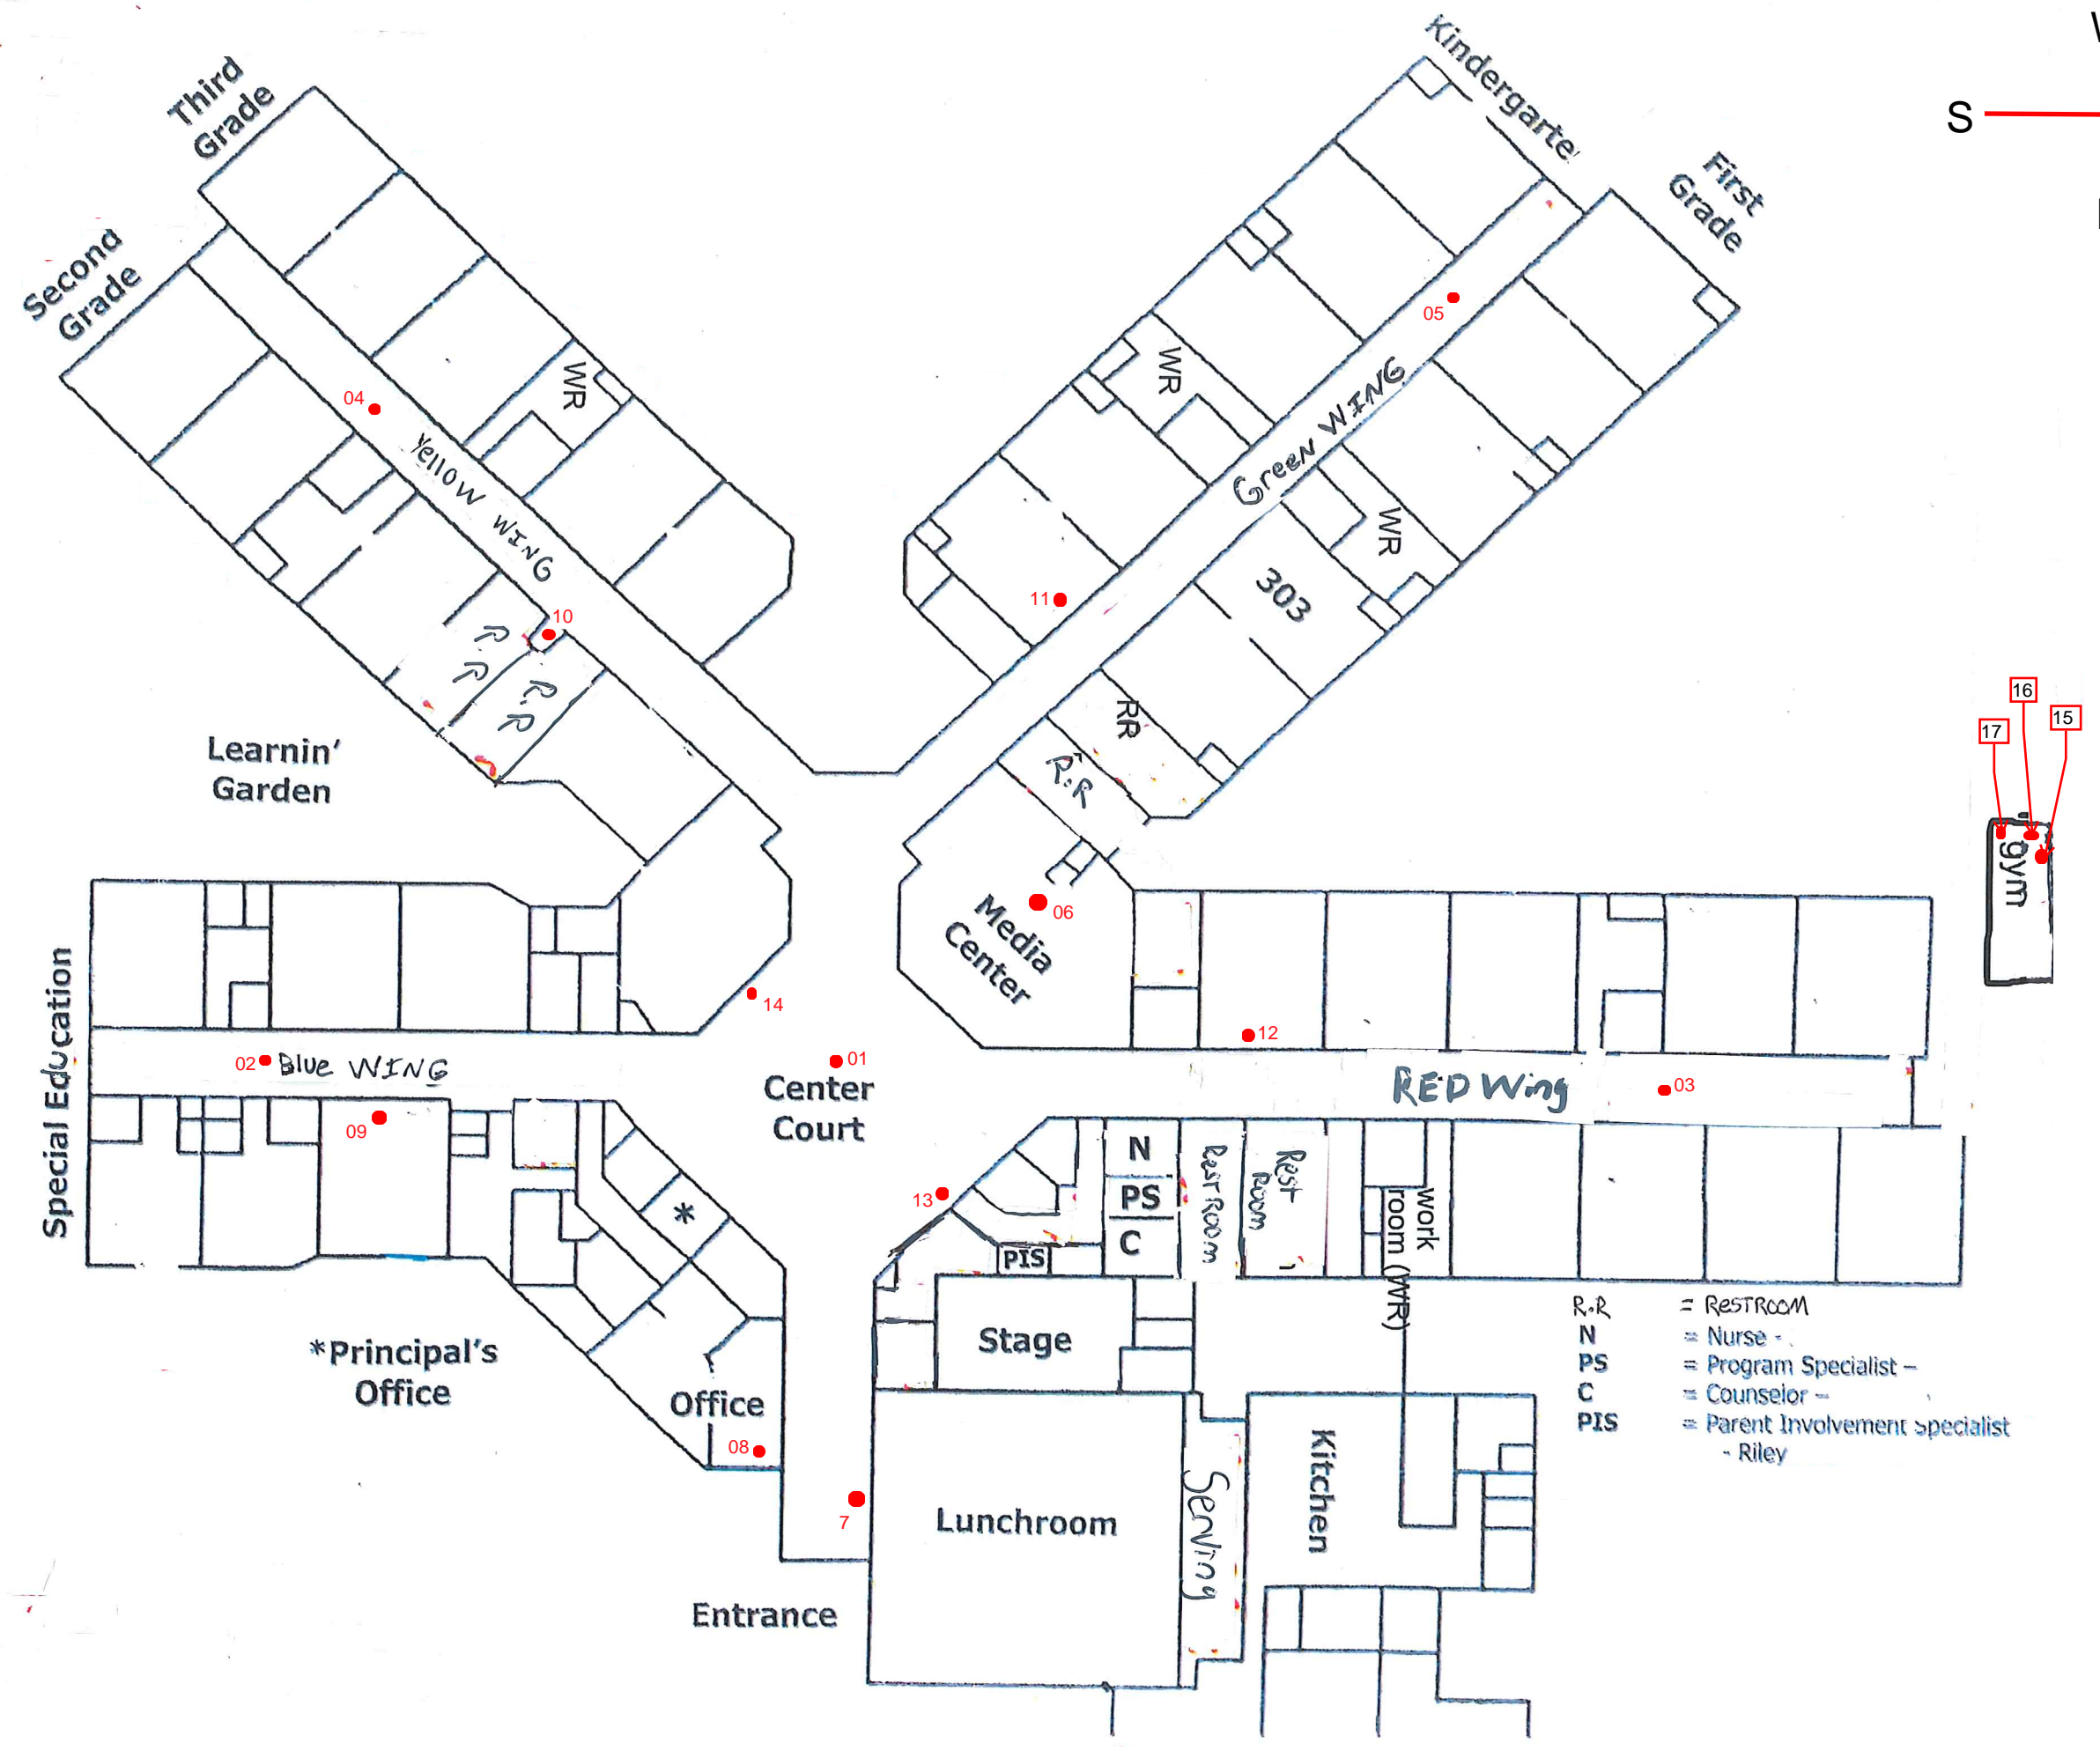 Third
Grade
Second
Grade
Kindergarte
First
Grade
S
WR
WR
WR
303
04
05
Yellow WING
Green WING
10
11
R
R
R.R
RR
R.R
16
15
17
gym
Learnin'
Garden
06
Media
Center
14
12
Special Education
02
Blue WING
01
Center
Court
RED Wing
03
09
13
N
PS
C
PIS
Rest Room
Rest
Room
work
room (WR)
*
*Principal's
Office
Stage
Office
08
7
Lunchroom
Serving
Kitchen
Entrance
R.R = RESTROOM
N = Nurse -
PS = Program Specialist -
C = Counselor -
PIS = Parent Involvement Specialist
- Riley